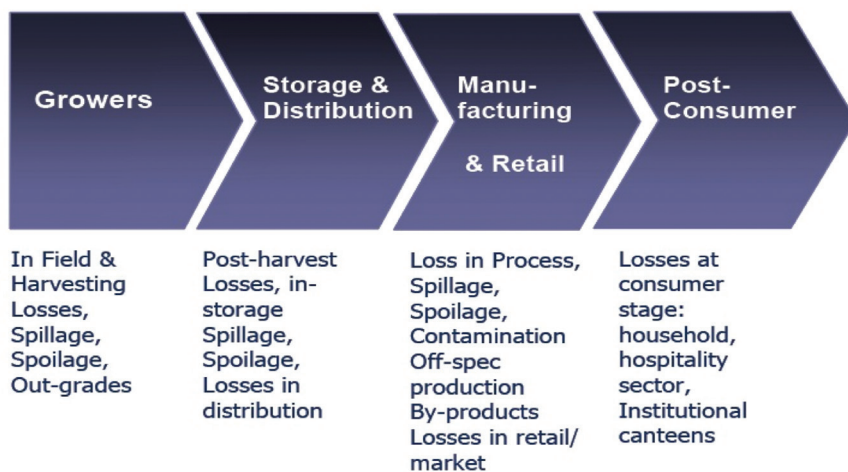 Growers
Storage &
Distribution
Manu-
facturing
& Retail
Post-
Consumer
In Field &
Harvesting
Losses,
Spillage,
Spoilage,
Out-grades
Post-harvest
Losses, in-
storage
Spillage,
Spoilage,
Losses in
distribution
Loss in Process,
Spillage,
Spoilage,
Contamination
Off-spec
production
By-products
Losses in retail/
market
Losses at
consumer
stage:
household,
hospitality
sector,
Institutional
canteens